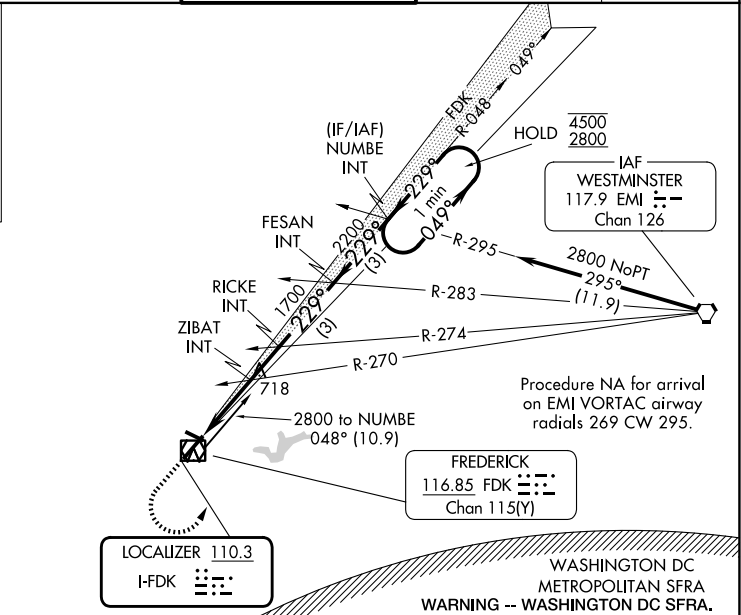 049°
FDK
R-048
HOLD
4500
2800
(IF/IAF)
NUMBE
INT
229°
1 min
049°
IAF
WESTMINSTER
117.9 EMI
Chan 126
FESAN
INT
2200
229°
(3)
R-295
2800 NoPT
295°
(11.9)
RICKE
INT
1700
229°
(3)
R-283
ZIBAT
INT
R-274
R-270
718
Procedure NA for arrival
on EMI VORTAC airway
radials 269 CW 295.
2800 to NUMBE
048° (10.9)
FREDERICK
116.85 FDK
Chan 115(Y)
LOCALIZER 110.3
I-FDK
WASHINGTON DC
METROPOLITAN SFRA
WARNING -- WASHINGTON DC SFRA.